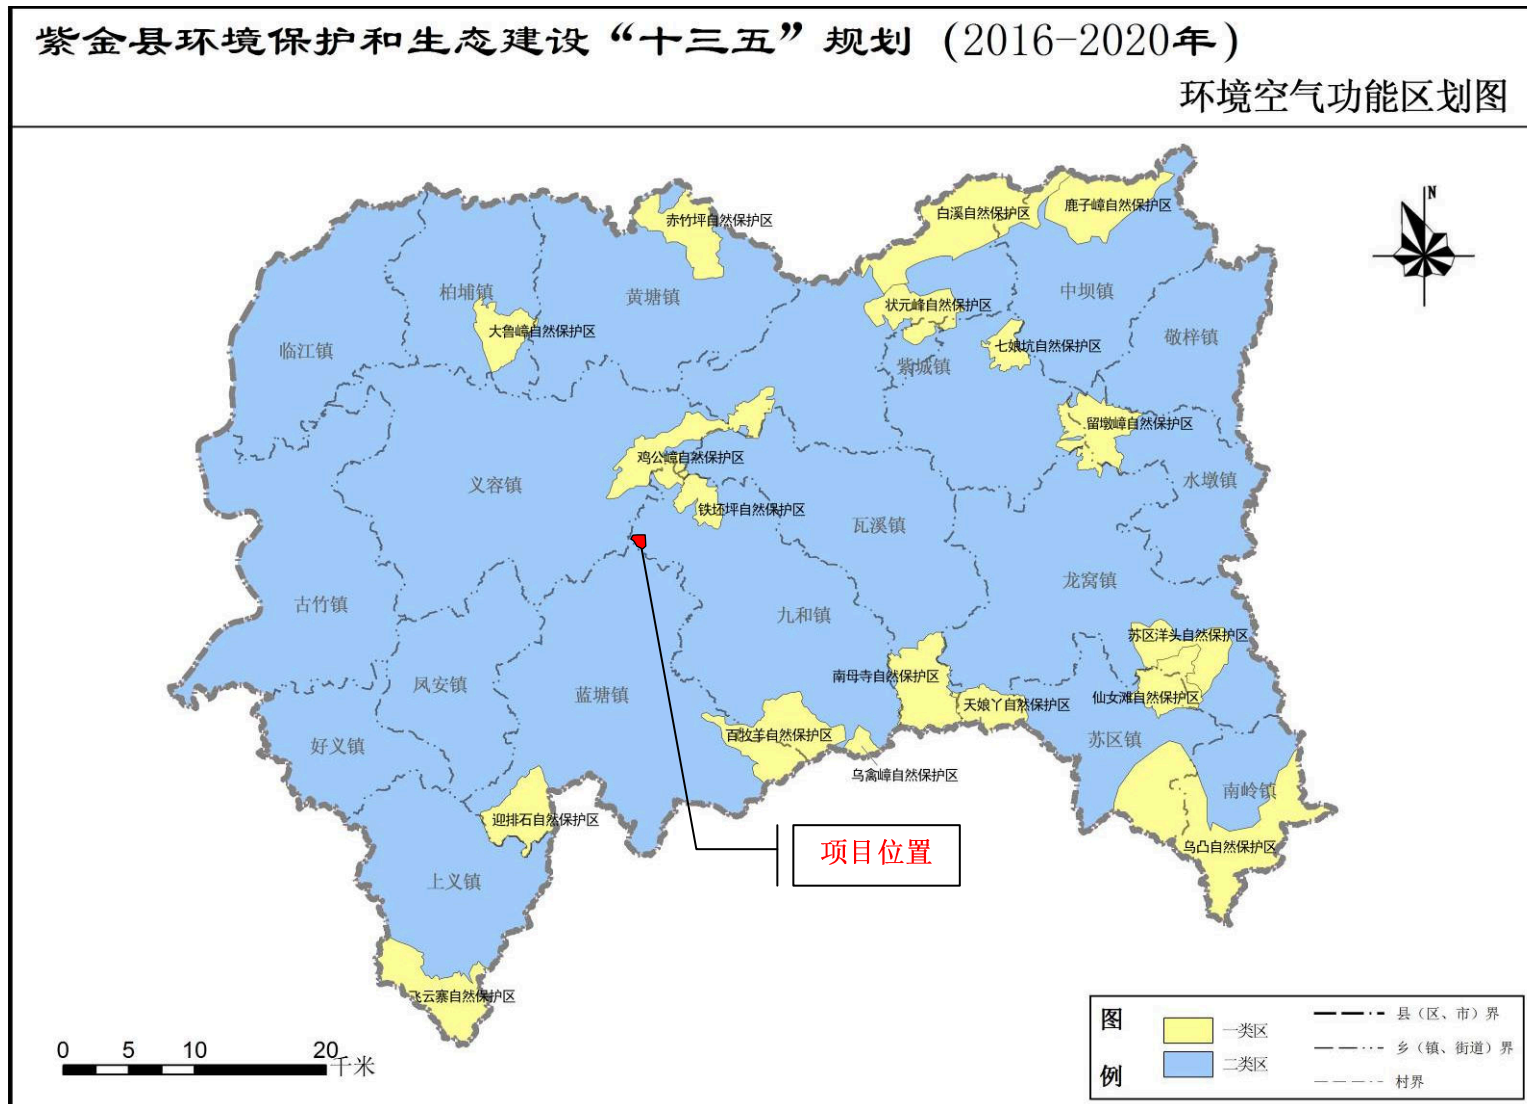 紫金县环境保护和生态建设“十三五”规划（2016-2020年）
环境空气功能区划图
N
赤竹坪自然保护区
白溪自然保护区
鹿子嶂自然保护区
柏埔镇
黄塘镇
中坝镇
状元峰自然保护区
大鲁嶂自然保护区
临江镇
七娘坑自然保护区
敬梓镇
紫城镇
留墩嶂自然保护区
鸡公嶂自然保护区
义容镇
水墩镇
铁坯坪自然保护区
瓦溪镇
龙窝镇
古竹镇
九和镇
苏区洋头自然保护区
南母寺自然保护区
凤安镇
蓝塘镇
仙女滩自然保护区
天娘丫自然保护区
百牧羊自然保护区
苏区镇
好义镇
乌禽嶂自然保护区
南岭镇
迎排石自然保护区
项目位置
乌凸自然保护区
上义镇
飞云寨自然保护区
0 5 10 20千米
图例
一类区
二类区
县（区、市）界
乡（镇、街道）界
村界